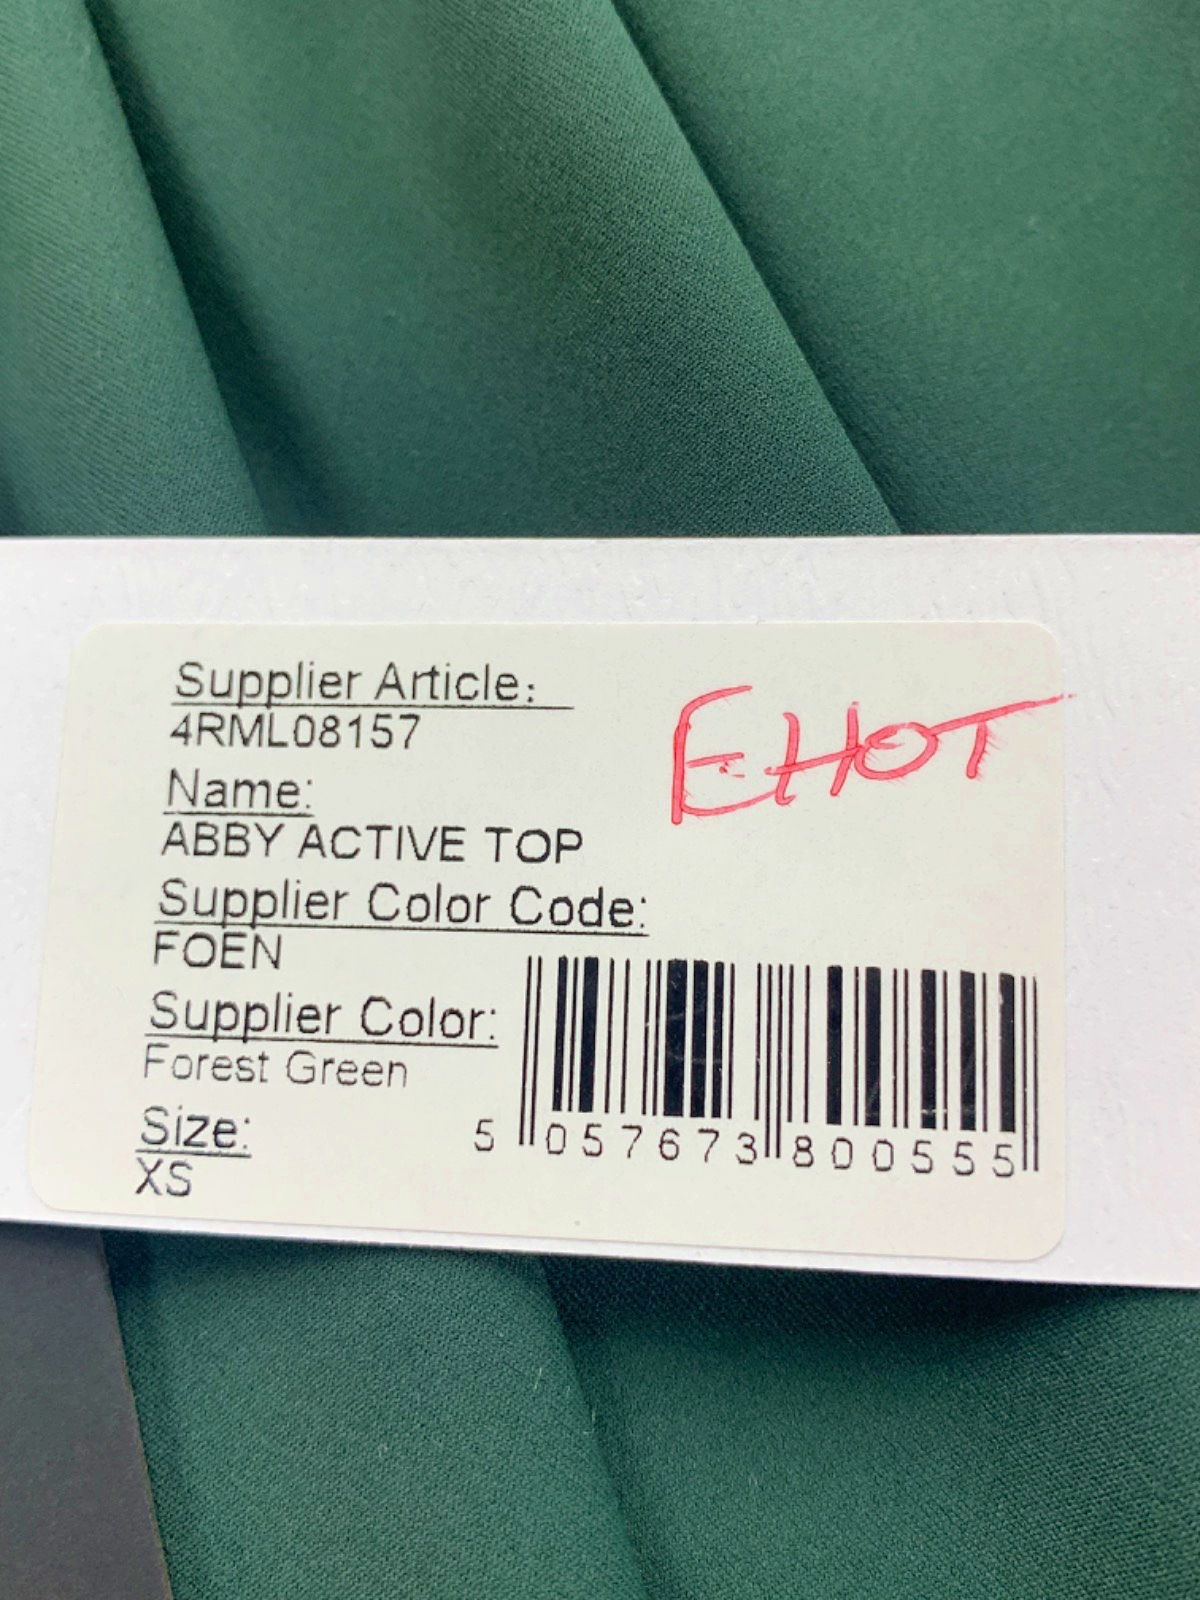 Supplier Article:
4RML08157
EHOT
Name:
ABBY ACTIVE TOP
Supplier Color Code:
FOEN
Supplier Color:
Forest Green
Size:
XS
5 057673 800555